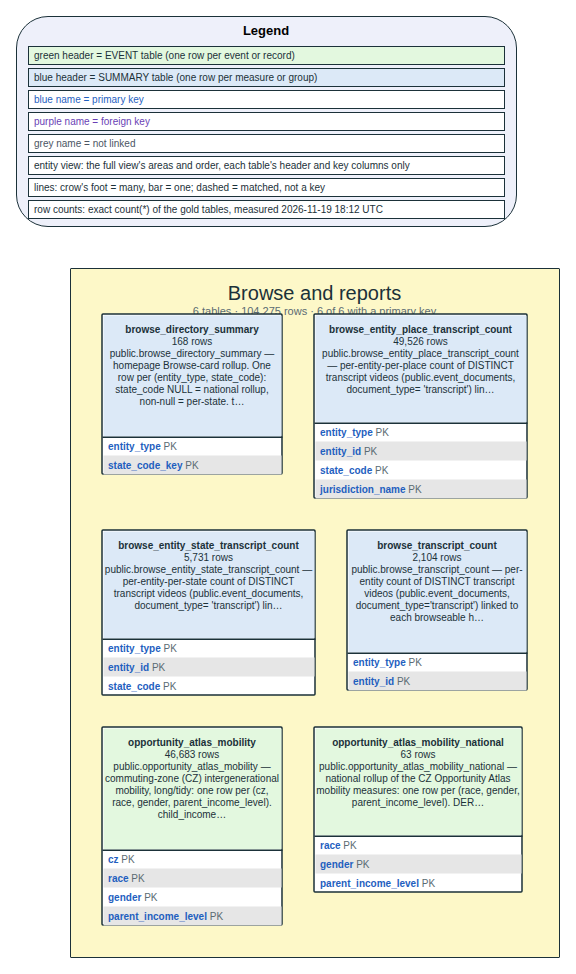 Legend
green header = EVENT table (one row per event or record)
blue header = SUMMARY table (one row per measure or group)
blue name = primary key
purple name = foreign key
grey name = not linked
entity view: the full view's areas and order, each table's header and key columns only
lines: crow's foot = many, bar = one; dashed = matched, not a key
row counts: exact count(*) of the gold tables, measured 2026-11-19 18:12 UTC
Browse and reports
6 tables · 104,275 rows · 6 of 6 with a primary key
browse_directory_summary
168 rows
public.browse_directory_summary —
homepage Browse-card rollup. One
row per (entity_type, state_code):
state_code NULL = national rollup,
non-null = per-state. t…
entity_type PK
state_code_key PK
browse_entity_place_transcript_count
49,526 rows
public.browse_entity_place_transcript_count
— per-entity-per-place count of DISTINCT
transcript videos (public.event_documents,
document_type= 'transcript') lin…
entity_type PK
entity_id PK
state_code PK
jurisdiction_name PK
browse_entity_state_transcript_count
5,731 rows
public.browse_entity_state_transcript_count —
per-entity-per-state count of DISTINCT
transcript videos (public.event_documents,
document_type= 'transcript') lin…
entity_type PK
entity_id PK
state_code PK
browse_transcript_count
2,104 rows
public.browse_transcript_count — per-
entity count of DISTINCT transcript
videos (public.event_documents,
document_type='transcript') linked to
each browseable h…
entity_type PK
entity_id PK
opportunity_atlas_mobility
46,683 rows
public.opportunity_atlas_mobility —
commuting-zone (CZ) intergenerational
mobility, long/tidy: one row per (cz,
race, gender, parent_income_level).
child_income…
cz PK
race PK
gender PK
parent_income_level PK
opportunity_atlas_mobility_national
63 rows
public.opportunity_atlas_mobility_national —
national rollup of the CZ Opportunity Atlas
mobility measures: one row per (race, gender,
parent_income_level). DER…
race PK
gender PK
parent_income_level PK